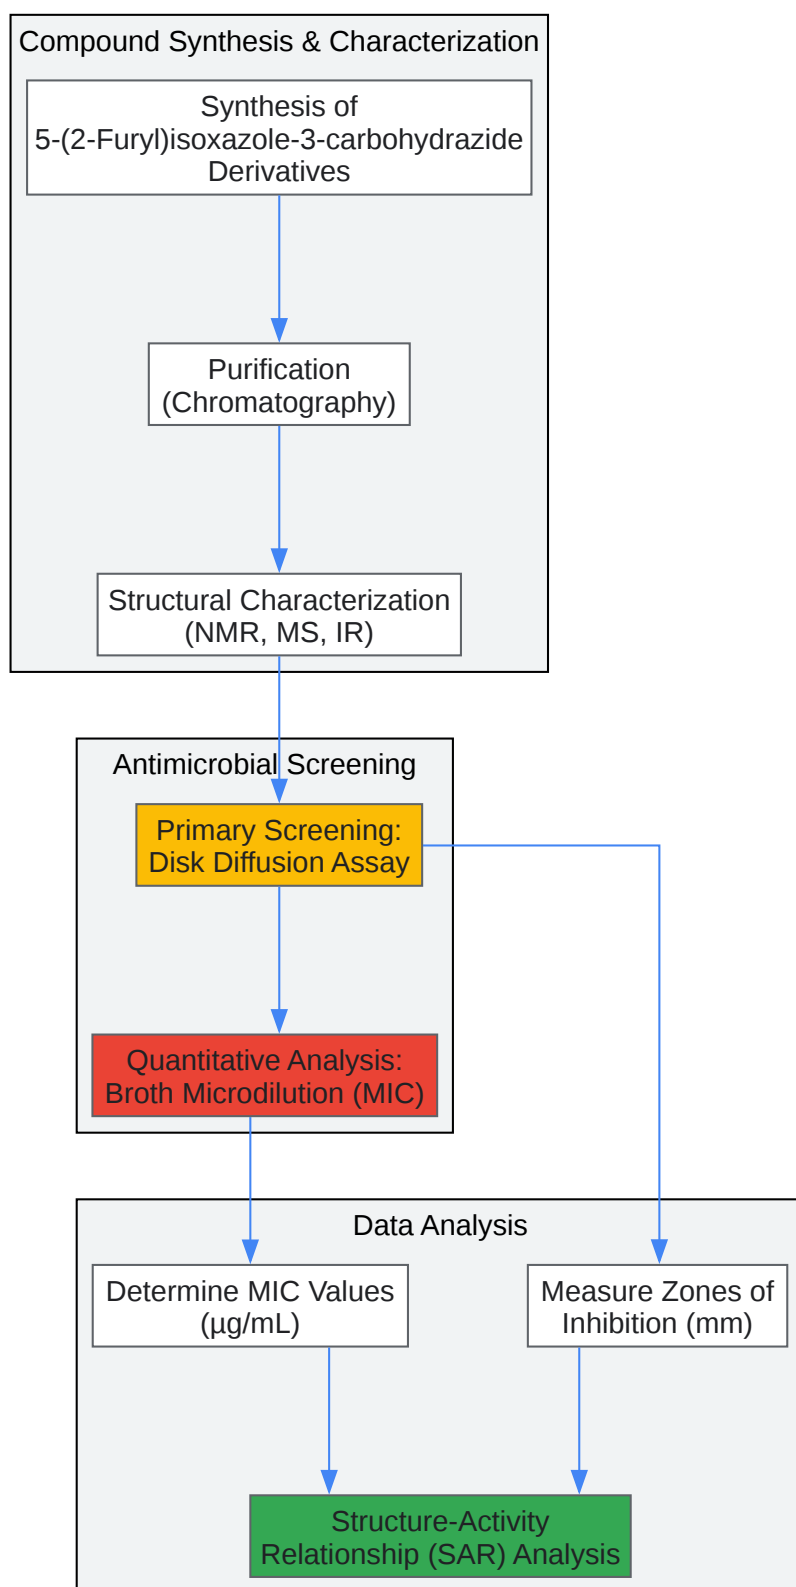 Compound Synthesis & Characterization
Synthesis of
5-(2-Furyl)isoxazole-3-carbohydrazide
Derivatives
Purification
(Chromatography)
Structural Characterization
(NMR, MS, IR)
Antimicrobial Screening
Primary Screening:
Disk Diffusion Assay
Quantitative Analysis:
Broth Microdilution (MIC)
Data Analysis
Determine MIC Values
(µg/mL)
Measure Zones of
Inhibition (mm)
Structure-Activity
Relationship (SAR) Analysis